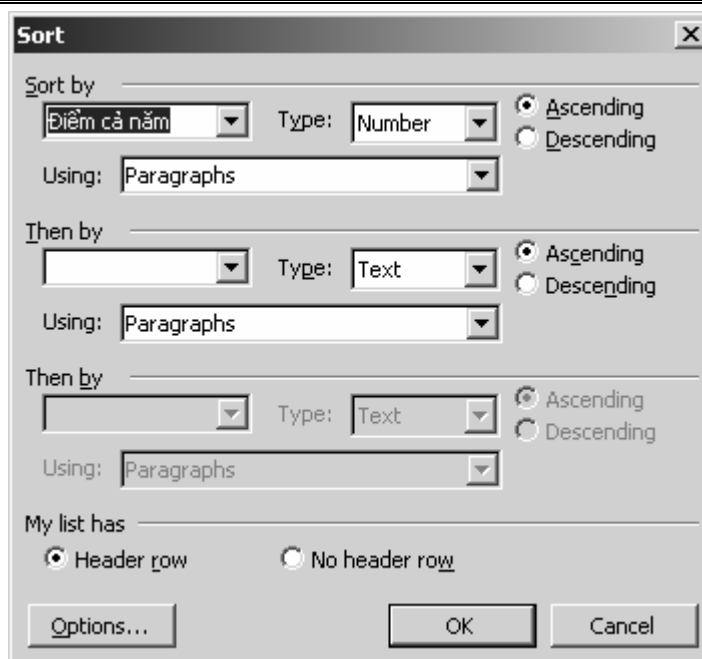 Sort
Sort by
Điểm cả năm Type: Number Ascending
Descending
Using: Paragraphs
Then by
Type: Text Ascending
Descending
Using: Paragraphs
Then by
Type: Text Ascending
Descending
Using: Paragraphs
My list has
Header row No header row
Options... OK Cancel